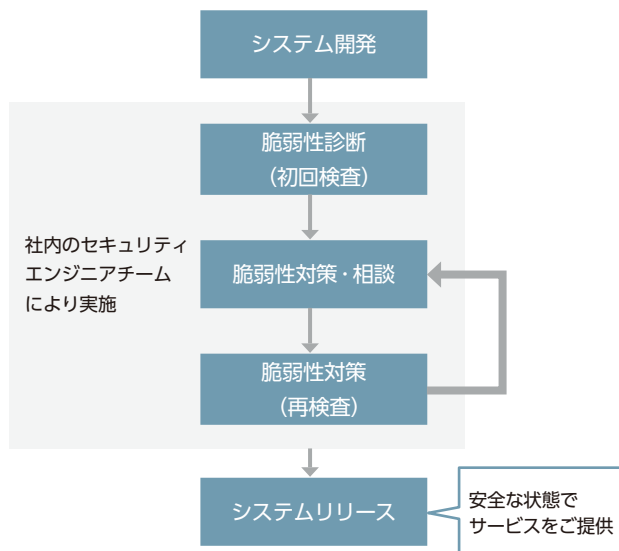 システム開発
脆弱性診断
（初回検査）
社内のセキュリティ
エンジニアチーム
により実施
脆弱性対策・相談
脆弱性対策
（再検査）
システムリリース
安全な状態で
サービスをご提供